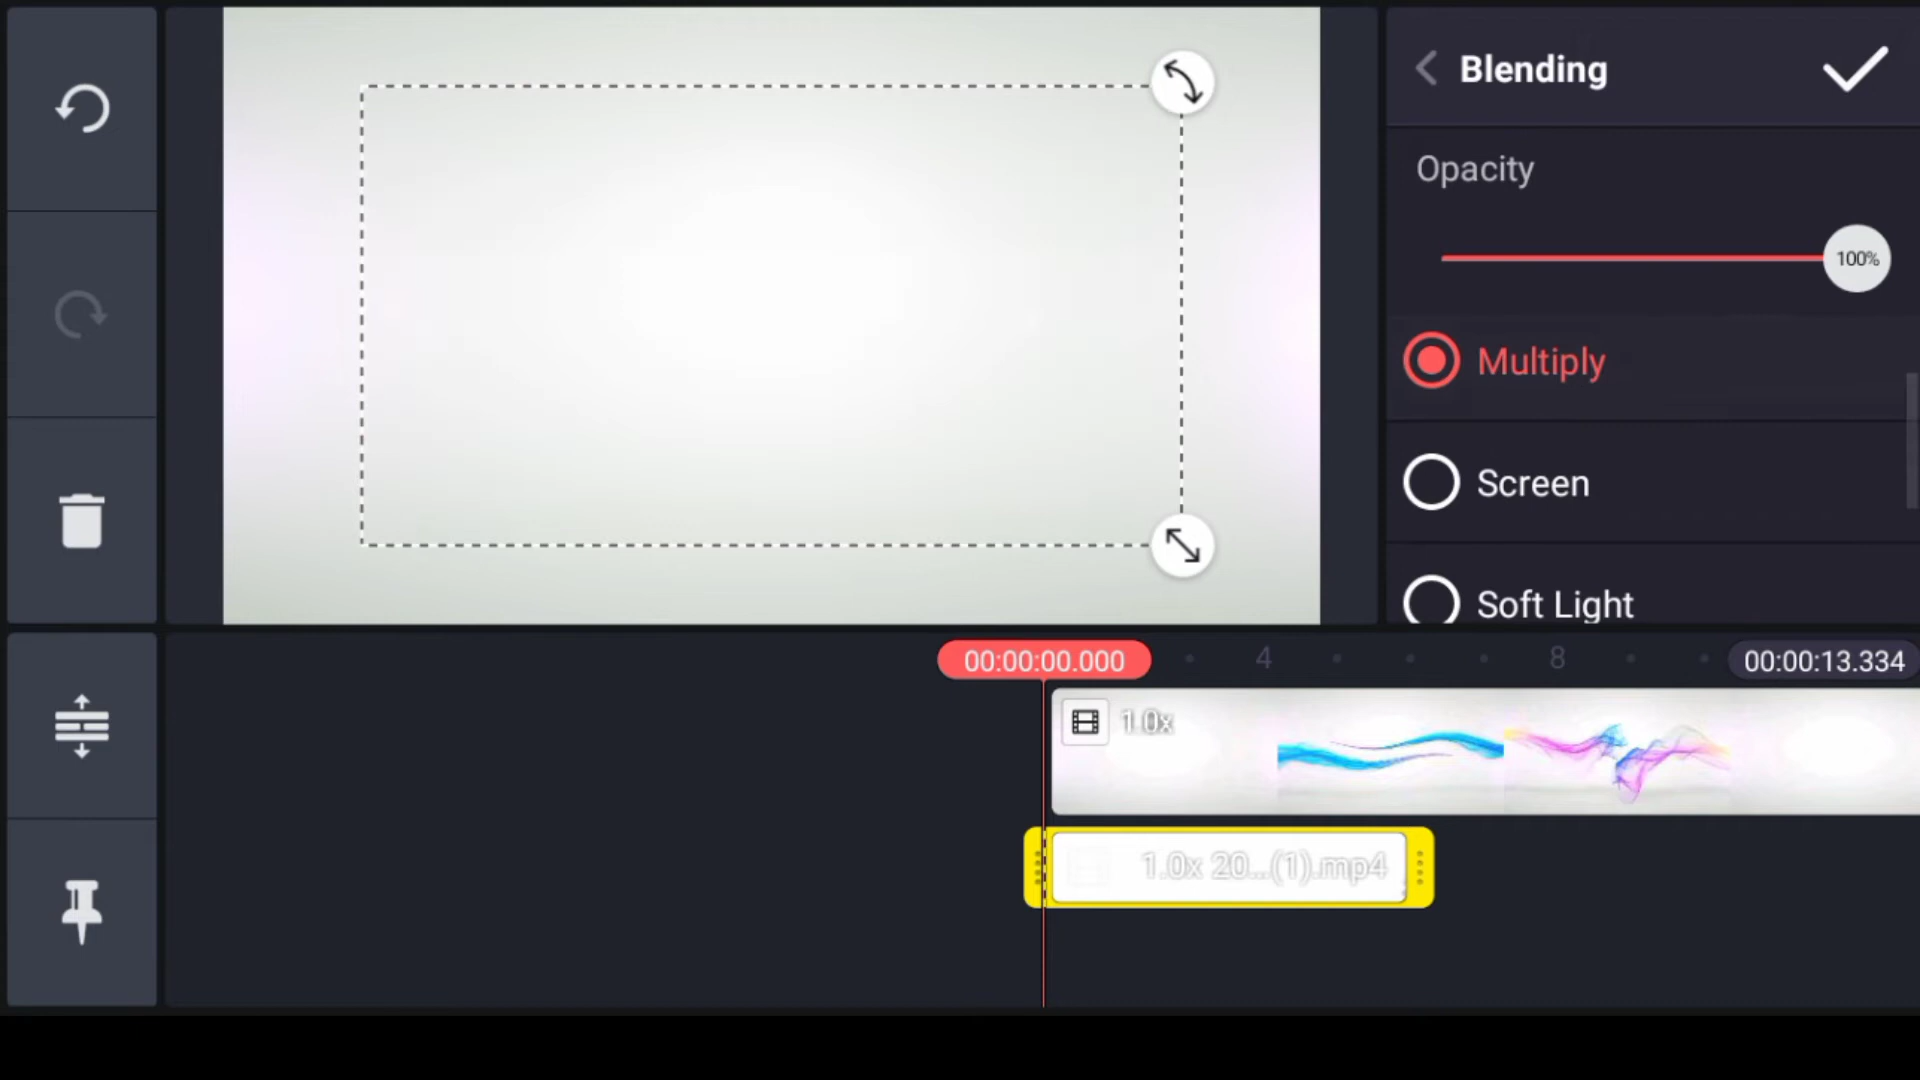 Blending
Opacity
100%
Multiply
Screen
Soft Light
00:00:00.000
4
8
00:00:13.334
1.0x
1.0x 20...(1).mp4